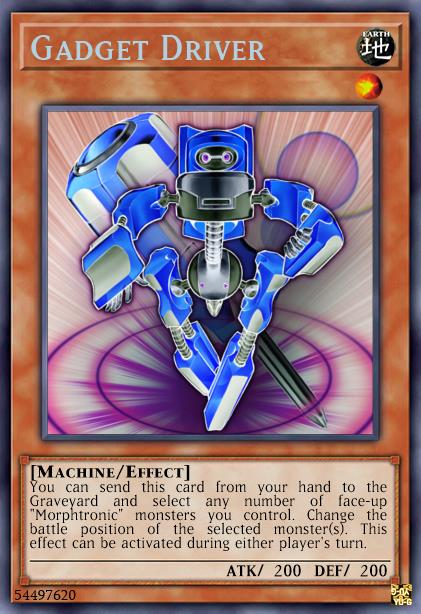 GADGET DRIVER
EARTH
地
[MACHINE/EFFECT]
You can send this card from your hand to the
Graveyard and select any number of face-up
"Morphtronic" monsters you control. Change the
battle position of the selected monster(s). This
effect can be activated during either player's turn.
ATK/ 200 DEF/ 200
54497620